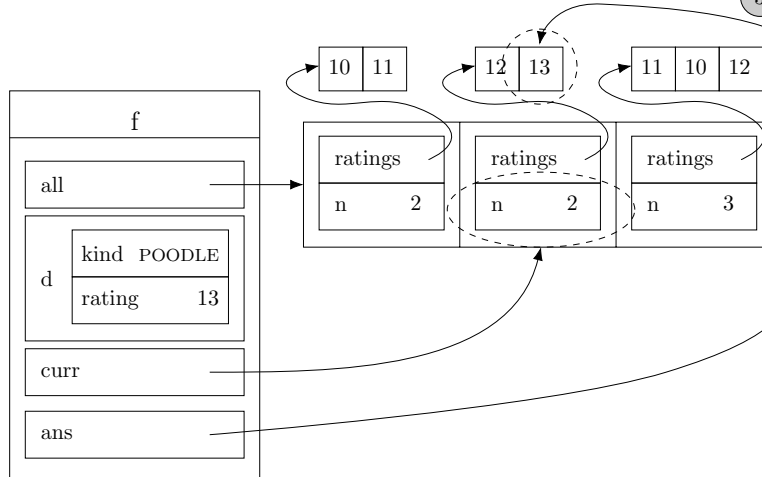 10 11
12 13
11 10 12
f
ratings
ratings
ratings
all
n 2
n 2
n 3
d
kind POODLE
rating 13
curr
ans